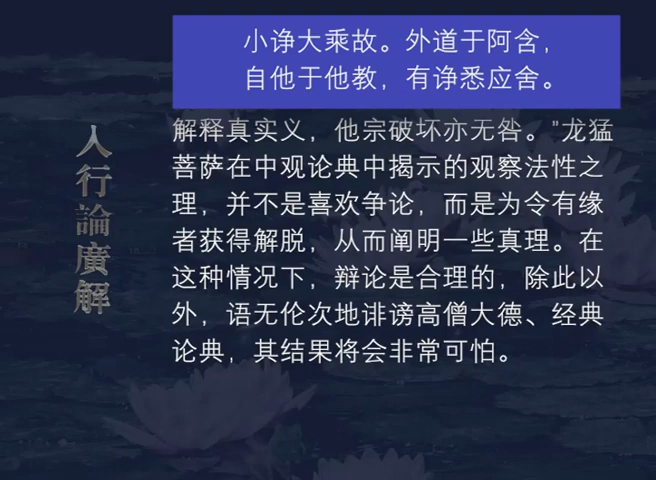 小诤大乘故。外道于阿含，
自他于他教，有诤悉应舍。
解释真实义，他宗破坏亦无咎。”龙猛
菩萨在中观论典中揭示的观察法性之
理，并不是喜欢争论，而是为令有缘
者获得解脱，从而阐明一些真理。在
这种情况下，辩论是合理的，除此以
外，语无伦次地诽谤高僧大德、经典
论典，其结果将会非常可怕。
入行論廣解